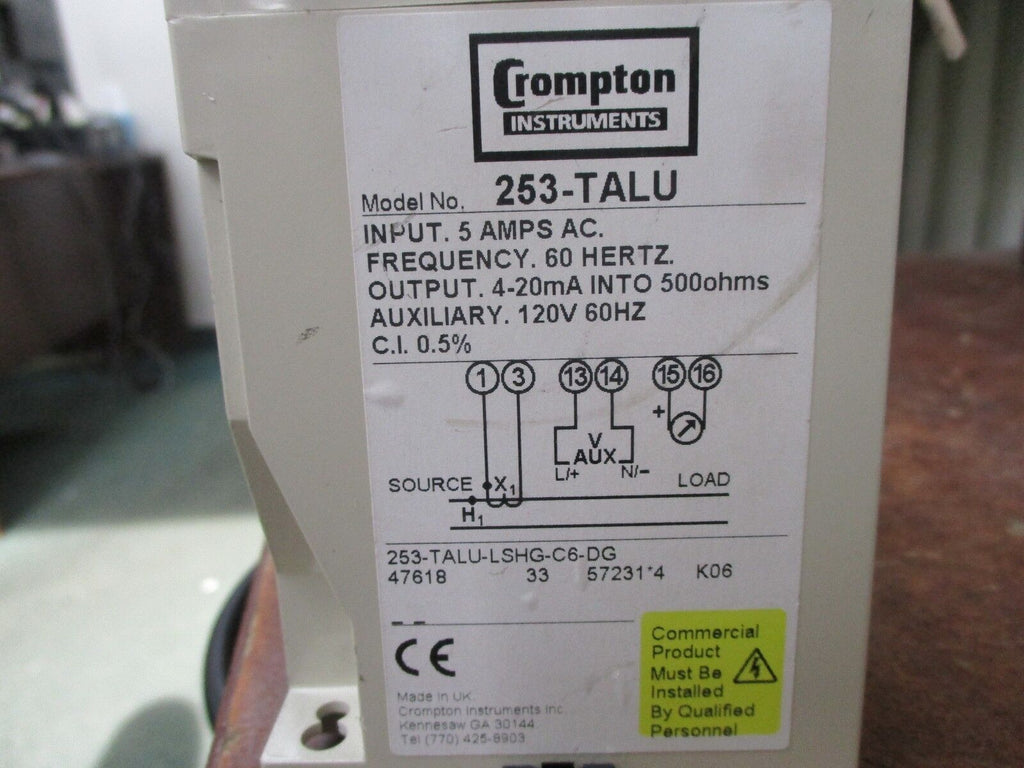 Crompton
INSTRUMENTS
Model No. 253-TALU
INPUT. 5 AMPS AC.
FREQUENCY. 60 HERTZ.
OUTPUT. 4-20mA INTO 500ohms
AUXILIARY. 120V 60HZ
C.I. 0.5%
1 3 13 14 15 16
+
V
AUX
L/+ N/-
SOURCE X1 LOAD
H1
253-TALU-LSHG-C6-DG
47618 33 57231*4 K06
CE
Made in UK.
Crompton Instruments Inc.
Kennesaw GA 30144
Tel (770) 425-8903
Commercial
Product
Must Be
Installed
By Qualified
Personnel